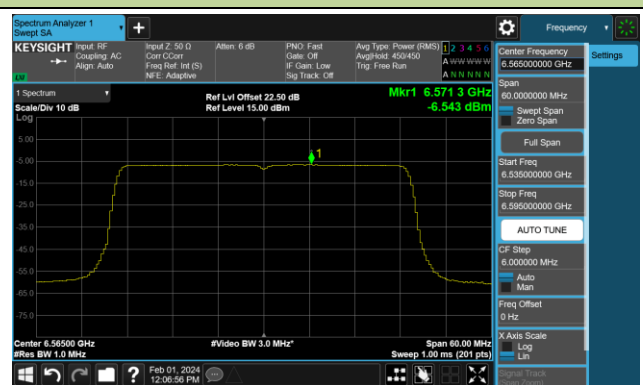 Spectrum Analyzer 1
Swept SA
Frequency
KEYSIGHT
Input: RF
Coupling: AC
Align: Auto
Input Z: 50 Ω
Corr CCorr
Freq Ref: Int (S)
NFE: Adaptive
Atten: 6 dB
PNO: Fast
Gate: Off
IF Gain: Low
Sig Track: Off
Avg Type: Power (RMS)
Avg|Hold: 450/450
Trig: Free Run
1 2 3 4 5 6
A W W W W W
A N N N N N
LW
1 Spectrum
Scale/Div 10 dB
Ref Lvl Offset 22.50 dB
Ref Level 15.00 dBm
Mkr1 6.571 3 GHz
-6.543 dBm
Log
5.00
-5.00
-15.0
-25.0
-35.0
-45.0
-55.0
-65.0
-75.0
1
Center 6.56500 GHz
#Res BW 1.0 MHz
#Video BW 3.0 MHz*
Span 60.00 MHz
Sweep 1.00 ms (201 pts)
Feb 01, 2024
12:06:56 PM
Center Frequency
6.565000000 GHz
Span
60.0000000 MHz
Swept Span
Zero Span
Full Span
Start Freq
6.535000000 GHz
Stop Freq
6.595000000 GHz
AUTO TUNE
CF Step
6.000000 MHz
Auto
Man
Freq Offset
0 Hz
X Axis Scale
Log
Lin
Signal Track
(Span Zoom)
Settings